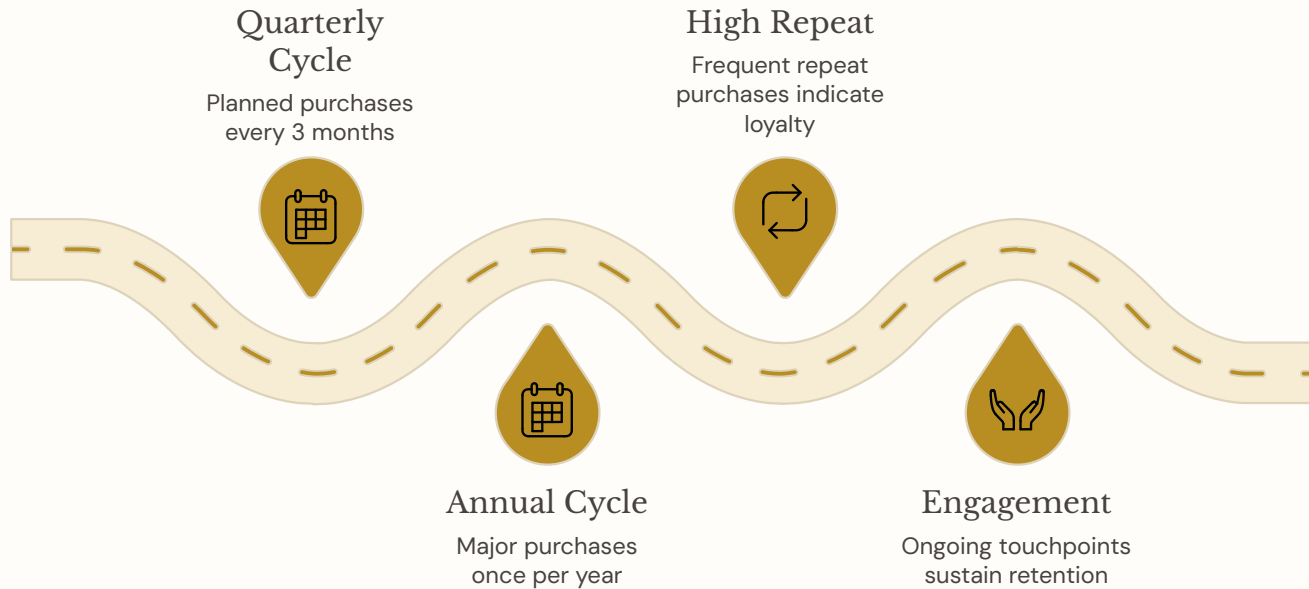 Quarterly
Cycle
Planned purchases
every 3 months
Annual Cycle
Major purchases
once per year
High Repeat
Frequent repeat
purchases indicate
loyalty
Engagement
Ongoing touchpoints
sustain retention